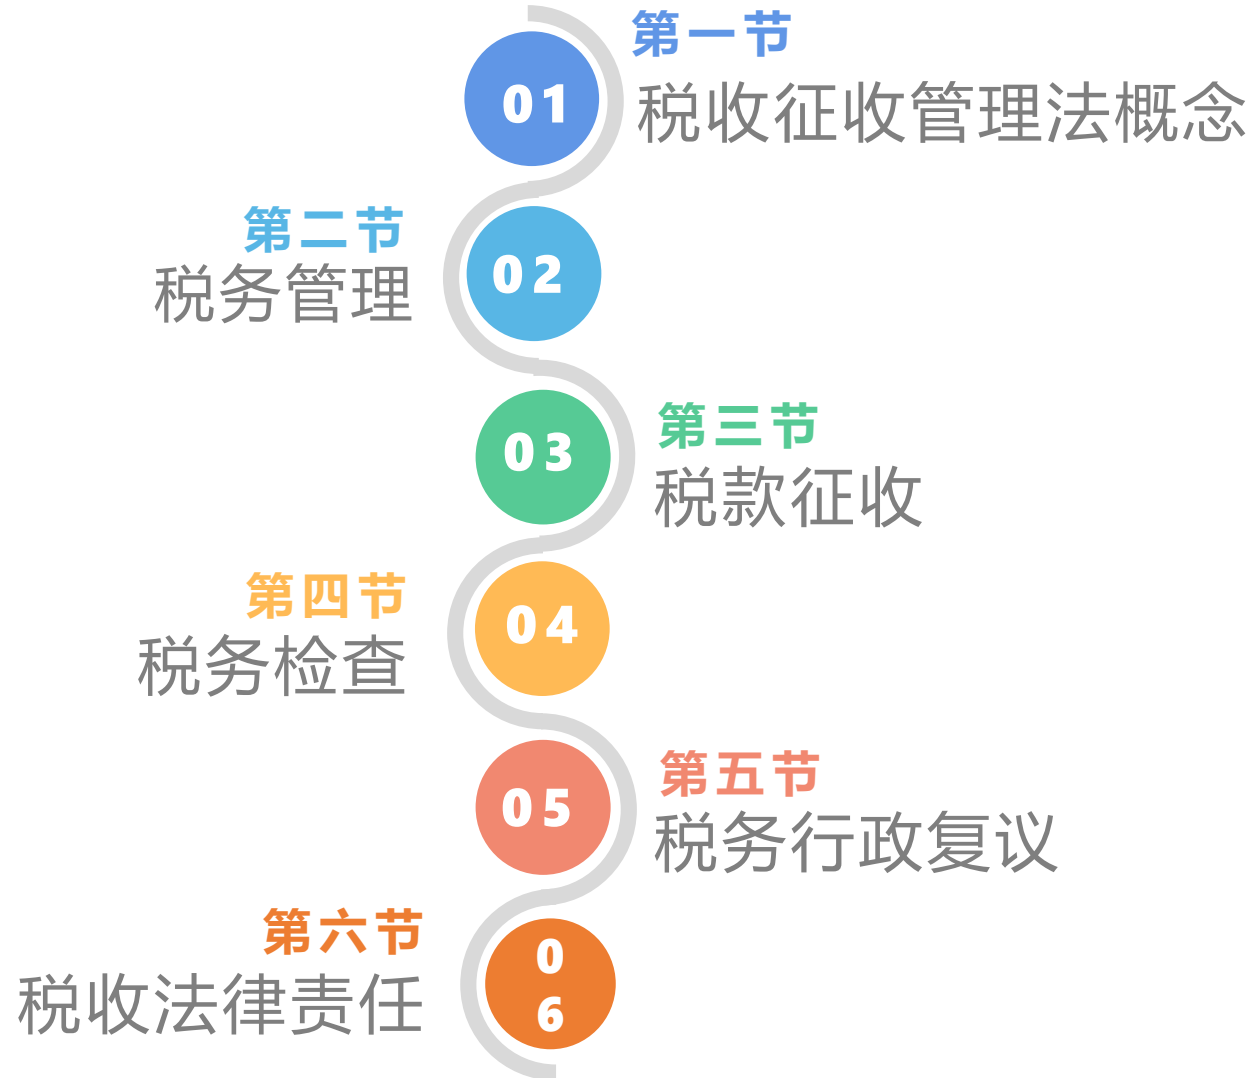 第一节
01
税收征收管理法概念
第二节
02
税务管理
第三节
03
税款征收
第四节
04
税务检查
第五节
05
税务行政复议
第六节
0
6
税收法律责任